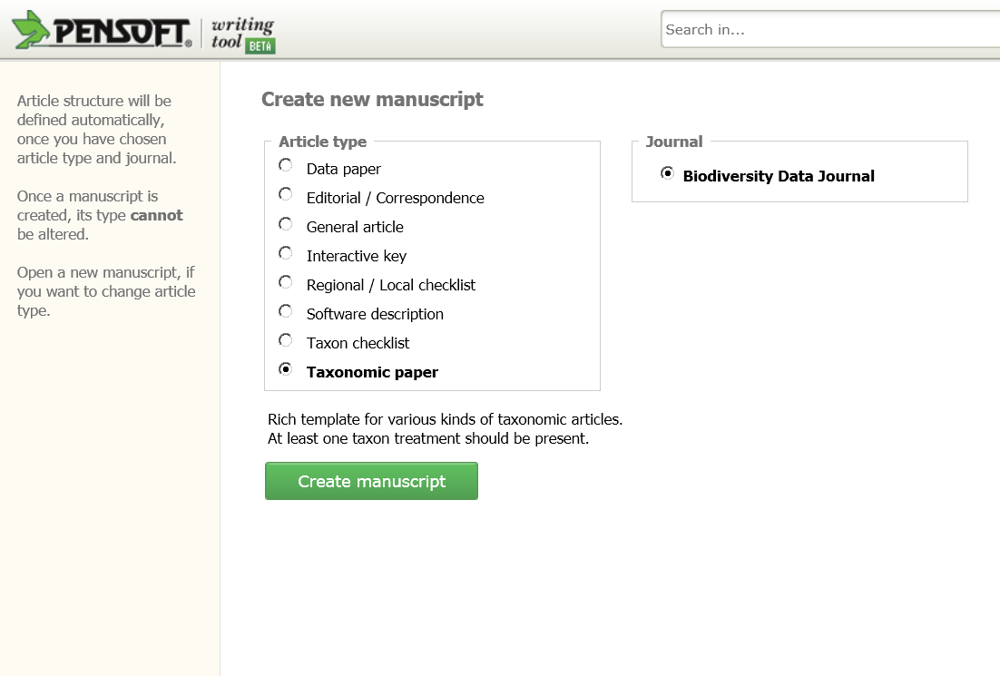 PENSOFT® writing
tool BETA
Search in...
Article structure will be
defined automatically,
once you have chosen
article type and journal.
Once a manuscript is
created, its type cannot
be altered.
Open a new manuscript, if
you want to change article
type.
Create new manuscript
Article type
Data paper
Editorial / Correspondence
General article
Interactive key
Regional / Local checklist
Software description
Taxon checklist
Taxonomic paper
Journal
Biodiversity Data Journal
Rich template for various kinds of taxonomic articles.
At least one taxon treatment should be present.
Create manuscript